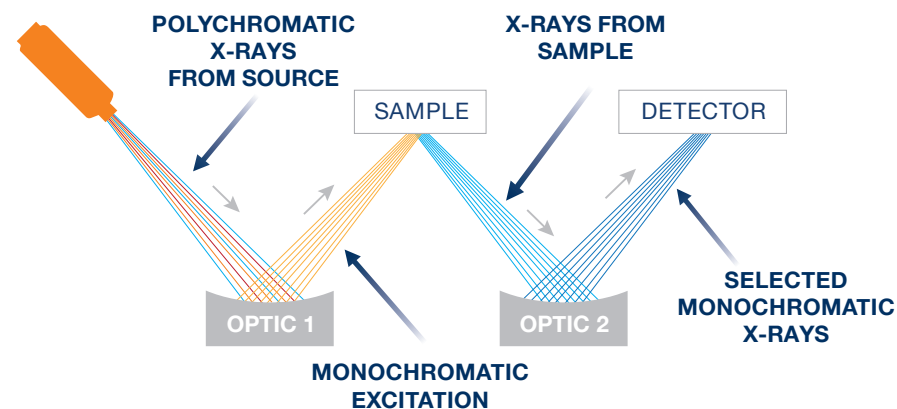 POLYCHROMATIC
X-RAYS
FROM SOURCE
X-RAYS FROM
SAMPLE
SAMPLE
DETECTOR
OPTIC 1
OPTIC 2
SELECTED
MONOCHROMATIC
X-RAYS
MONOCHROMATIC
EXCITATION